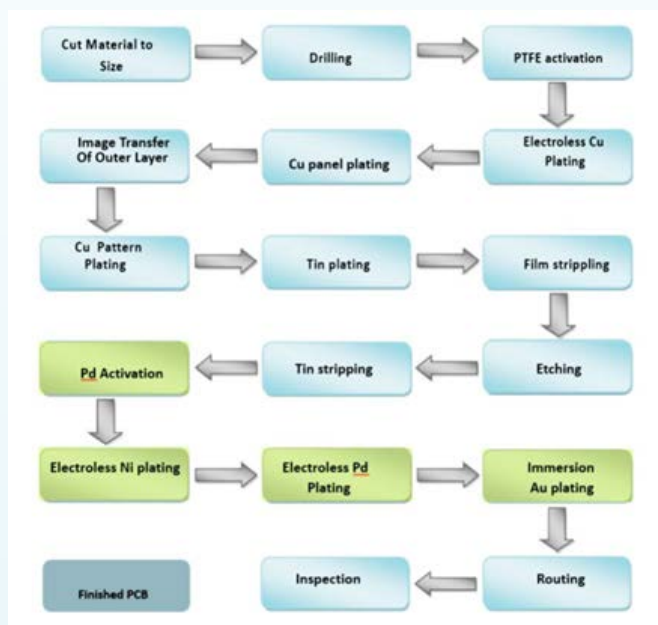 Cut Material to
Size
Drilling
PTFE activation
Electroless Cu
Plating
Cu panel plating
Image Transfer
Of Outer Layer
Cu Pattern
Plating
Tin plating
Film strippling
Etching
Tin stripping
Pd Activation
Electroless Ni plating
Electroless Pd
Plating
Immersion
Au plating
Routing
Inspection
Finished PCB